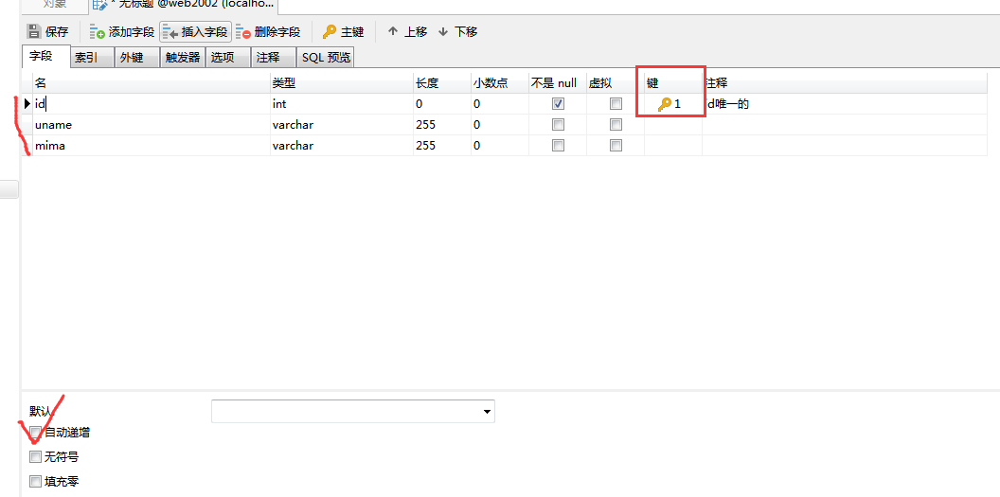 对象 * 无标题 @web2002 (localho...
保存 添加字段 插入字段 删除字段 主键 上移 下移
字段 索引 外键 触发器 选项 注释 SQL 预览
名 类型 长度 小数点 不是 null 虚拟 键 注释
id int 0 0 1 id唯一的
uname varchar 255 0
mima varchar 255 0
默认:
自动递增
无符号
填充零